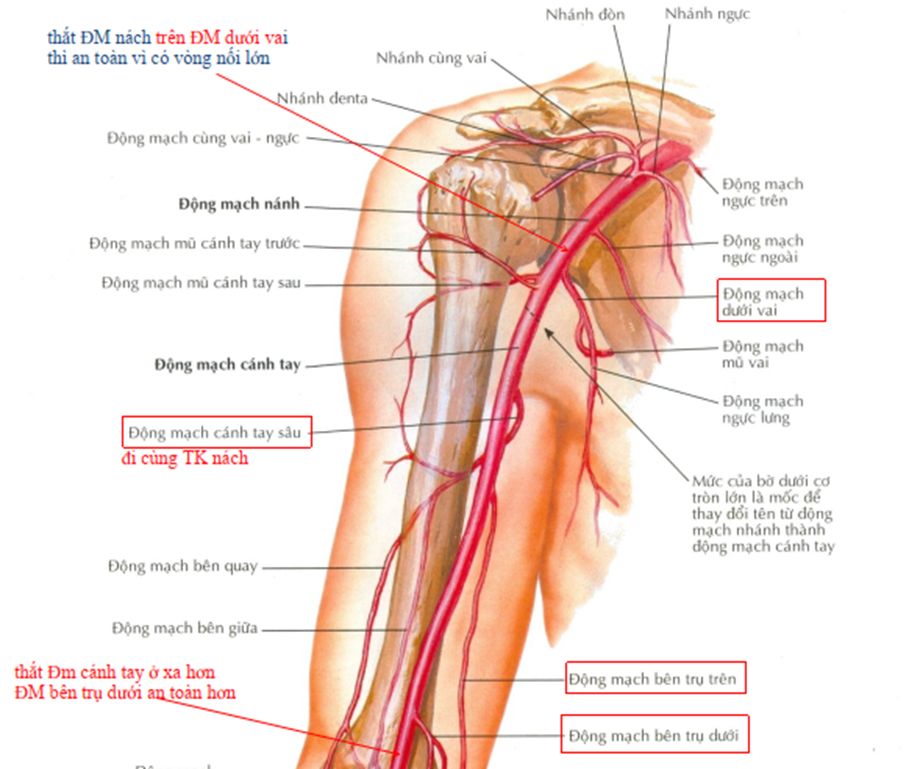 Nhánh đòn
Nhánh ngực
thắt ĐM nách trên ĐM dưới vai
thì an toàn vì có vòng nối lớn
Nhánh cùng vai
Nhánh denta
Động mạch cùng vai - ngực
Động mạch nánh
Động mạch mũ cánh tay trước
Động mạch mũ cánh tay sau
Động mạch cánh tay
Động mạch cánh tay sâu
đi cùng TK nách
Động mạch bên quay
Động mạch bên giữa
thắt Đm cánh tay ở xa hơn
ĐM bên trụ dưới an toàn hơn
Động mạch
ngực trên
Động mạch
ngực ngoài
Động mạch
dưới vai
Động mạch
mũ vai
Động mạch
ngực lưng
Mức của bờ dưới cơ
tròn lớn là mốc để
thay đổi tên từ động
mạch nhánh thành
động mạch cánh tay
Động mạch bên trụ trên
Động mạch bên trụ dưới